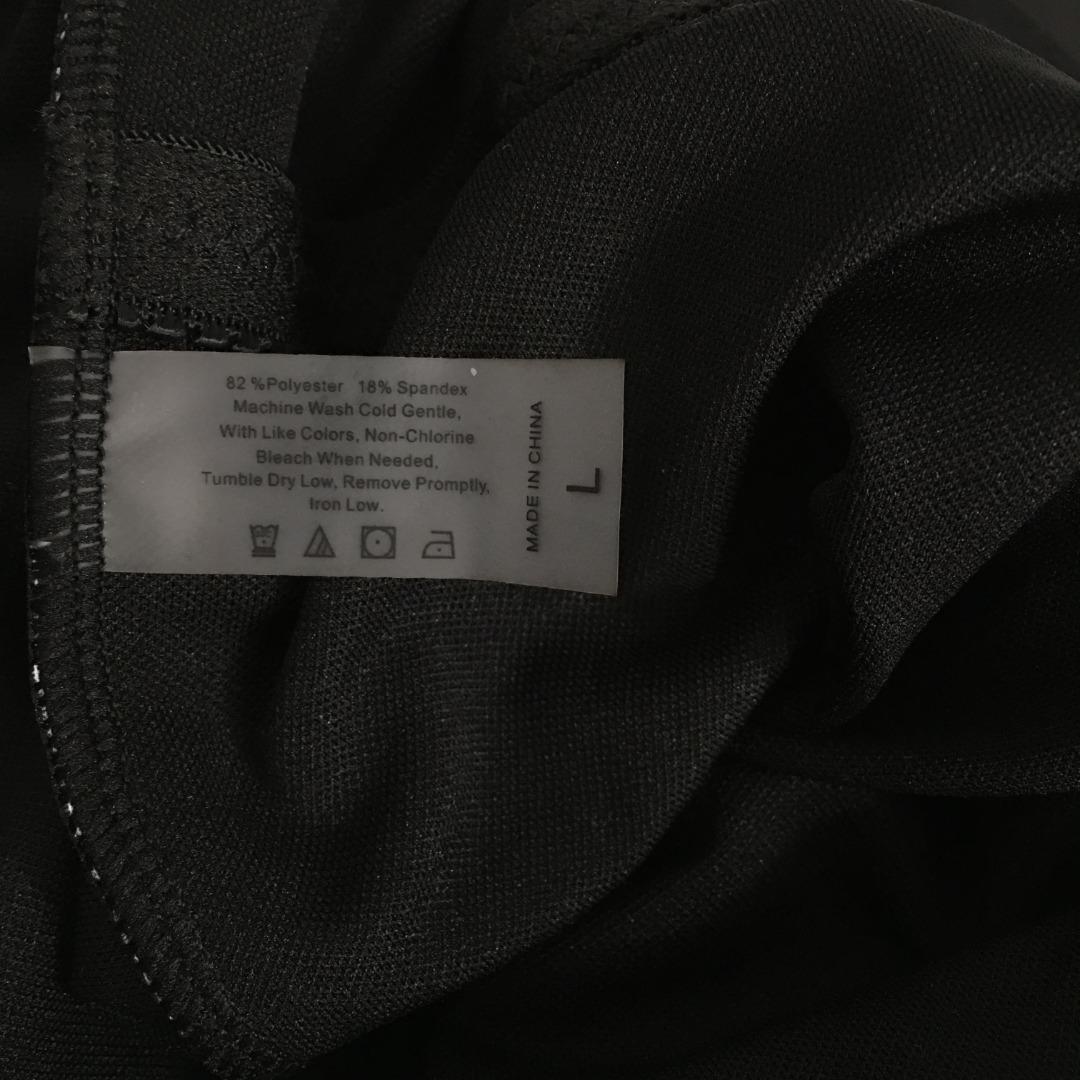 82 %Polyester 18% Spandex
Machine Wash Cold Gentle,
With Like Colors, Non-Chlorine
Bleach When Needed,
Tumble Dry Low, Remove Promptly,
Iron Low.
MADE IN CHINA
L